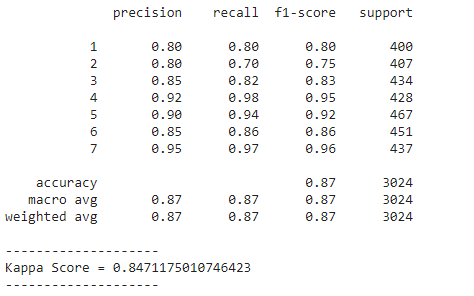 precision recall f1-score support
1 0.80 0.80 0.80 400
2 0.80 0.70 0.75 407
3 0.85 0.82 0.83 434
4 0.92 0.98 0.95 428
5 0.90 0.94 0.92 467
6 0.85 0.86 0.86 451
7 0.95 0.97 0.96 437
accuracy 0.87 3024
macro avg 0.87 0.87 0.87 3024
weighted avg 0.87 0.87 0.87 3024
--------------------
Kappa Score = 0.8471175010746423
--------------------